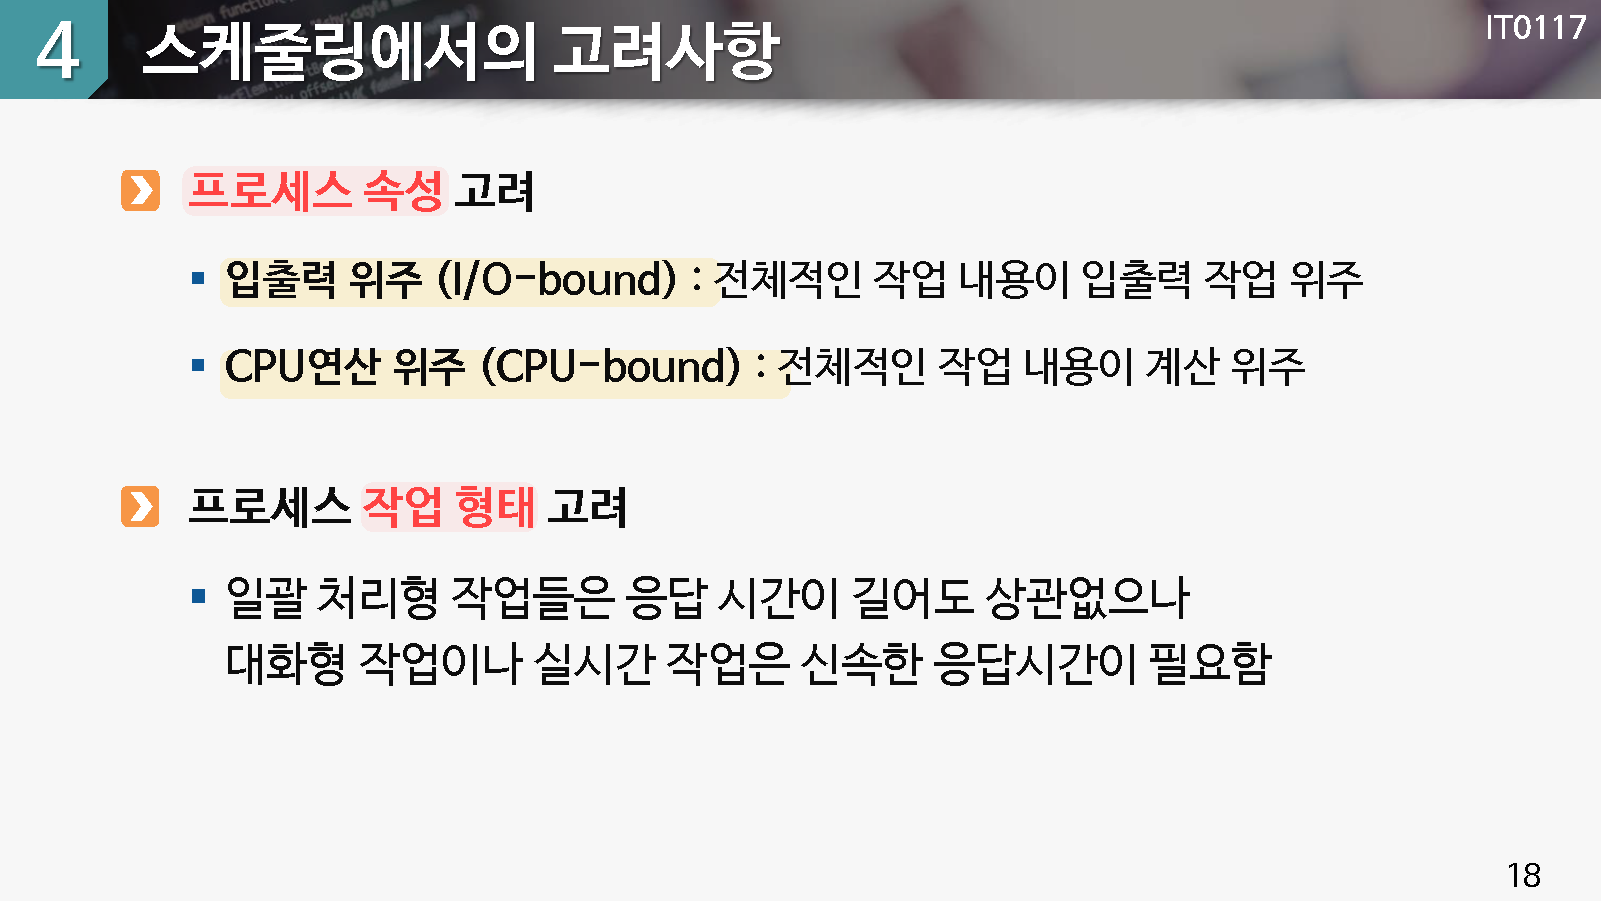 4 스케줄링에서의 고려사항
IT0117
프로세스 속성 고려
▪ 입출력 위주 (I/O-bound) : 전체적인 작업 내용이 입출력 작업 위주
▪ CPU연산 위주 (CPU-bound) : 전체적인 작업 내용이 계산 위주
프로세스 작업 형태 고려
▪ 일괄 처리형 작업들은 응답 시간이 길어도 상관없으나
대화형 작업이나 실시간 작업은 신속한 응답시간이 필요함
18